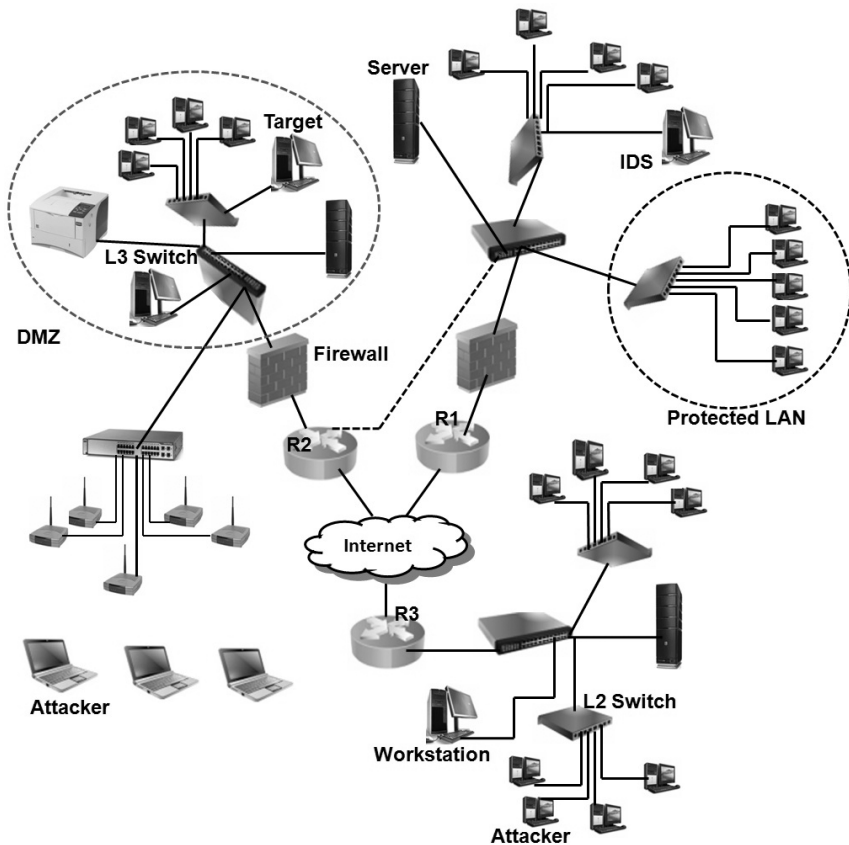 Server
Target
IDS
L3 Switch
DMZ
Firewall
Protected LAN
R1
R2
Internet
R3
Attacker
L2 Switch
Workstation
Attacker